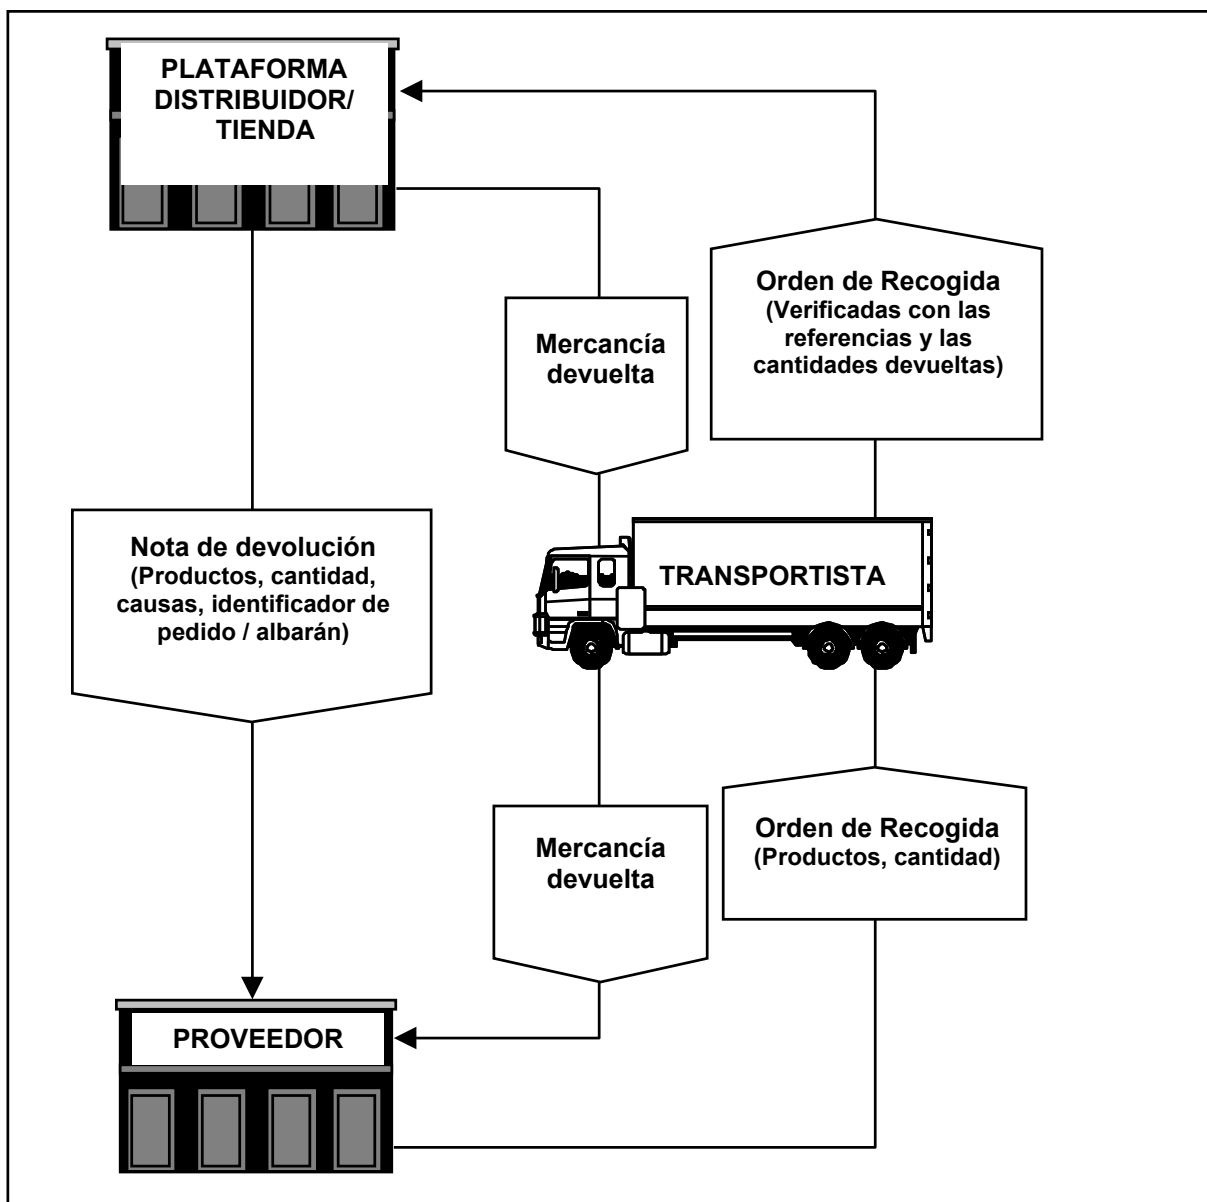 PLATAFORMA
DISTRIBUIDOR/
TIENDA
Orden de Recogida
(Verificadas con las
referencias y las
cantidades devueltas)
Mercancía
devuelta
Nota de devolución
(Productos, cantidad,
causas, identificador de
pedido / albarán)
TRANSPORTISTA
Mercancía
devuelta
Orden de Recogida
(Productos, cantidad)
PROVEEDOR